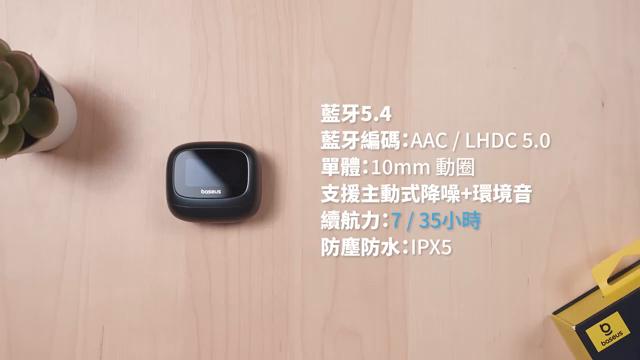 藍牙5.4
藍牙編碼：AAC / LHDC 5.0
單體：10mm 動圈
支援主動式降噪+環境音
續航力：7 / 35小時
防塵防水：IPX5
baseus
baseus